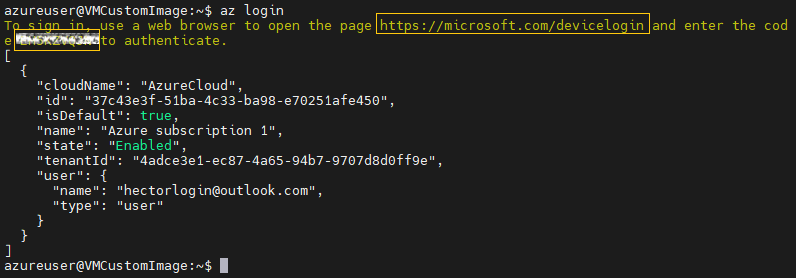 azureuser@VMCustomImage:~$ az login
To sign in, use a web browser to open the page https://microsoft.com/devicelogin and enter the cod
e to authenticate.
[
  {
    "cloudName": "AzureCloud",
    "id": "37c43e3f-51ba-4c33-ba98-e70251afe450",
    "isDefault": true,
    "name": "Azure subscription 1",
    "state": "Enabled",
    "tenantId": "4adce3e1-ec87-4a65-94b7-9707d8d0ff9e",
    "user": {
      "name": "hectorlogin@outlook.com",
      "type": "user"
    }
  }
]
azureuser@VMCustomImage:~$